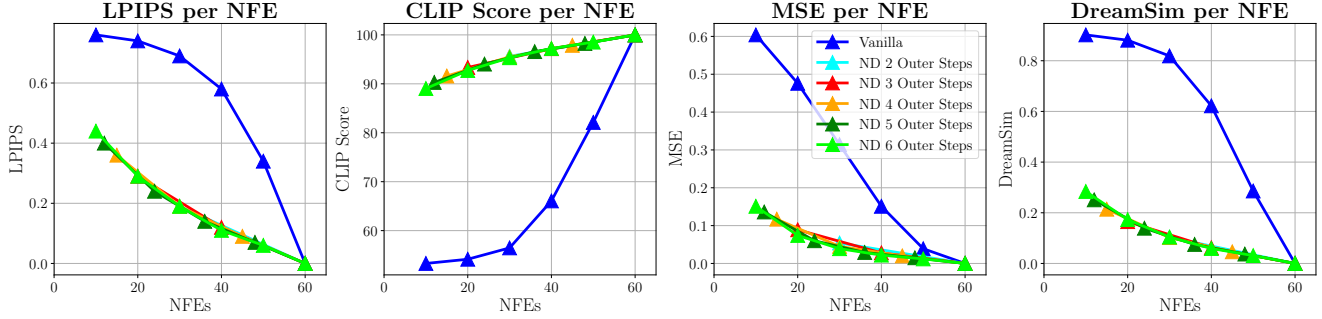 LPIPS per NFE
LPIPS
0.6
0.4
0.2
0.0
0 20 40 60
NFEs
CLIP Score per NFE
CLIP Score
100
90
80
70
60
0 20 40 60
NFEs
MSE per NFE
MSE
0.6
0.5
0.4
0.3
0.2
0.1
0.0
0 20 40 60
NFEs
Vanilla
ND 2 Outer Steps
ND 3 Outer Steps
ND 4 Outer Steps
ND 5 Outer Steps
ND 6 Outer Steps
DreamSim per NFE
DreamSim
0.8
0.6
0.4
0.2
0.0
0 20 40 60
NFEs